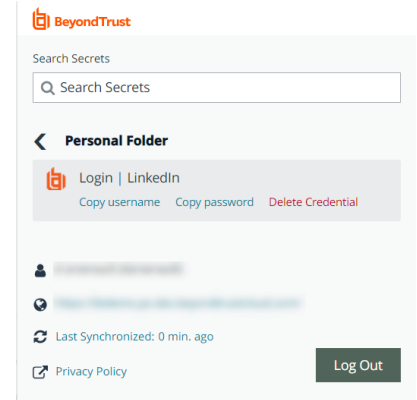 BeyondTrust
Search Secrets
Search Secrets
Personal Folder
Login | LinkedIn
Copy username Copy password Delete Credential
Last Synchronized: 0 min. ago
Privacy Policy
Log Out